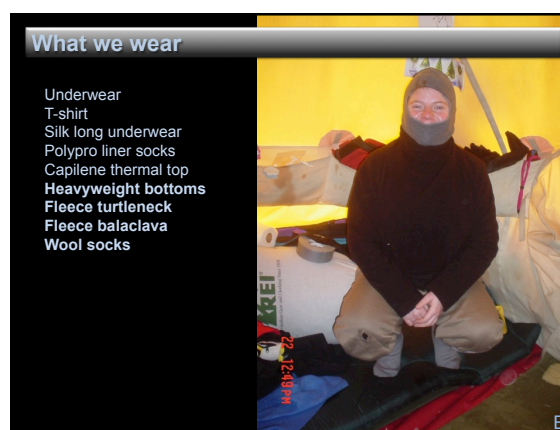 What we wear
Underwear
T-shirt
Silk long underwear
Polypro liner socks
Capilene thermal top
Heavyweight bottoms
Fleece turtleneck
Fleece balaclava
Wool socks
REI
22 12:49PM